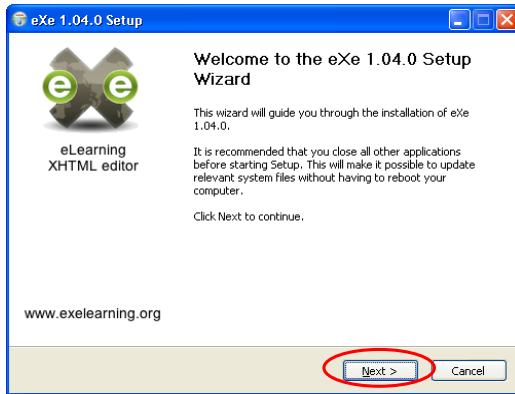 eXe 1.04.0 Setup
Welcome to the eXe 1.04.0 Setup
Wizard
This wizard will guide you through the installation of eXe
1.04.0.
It is recommended that you close all other applications
before starting Setup. This will make it possible to update
relevant system files without having to reboot your
computer.
Click Next to continue.
e e
eLearning
XHTML editor
www.exelearning.org
Next >
Cancel